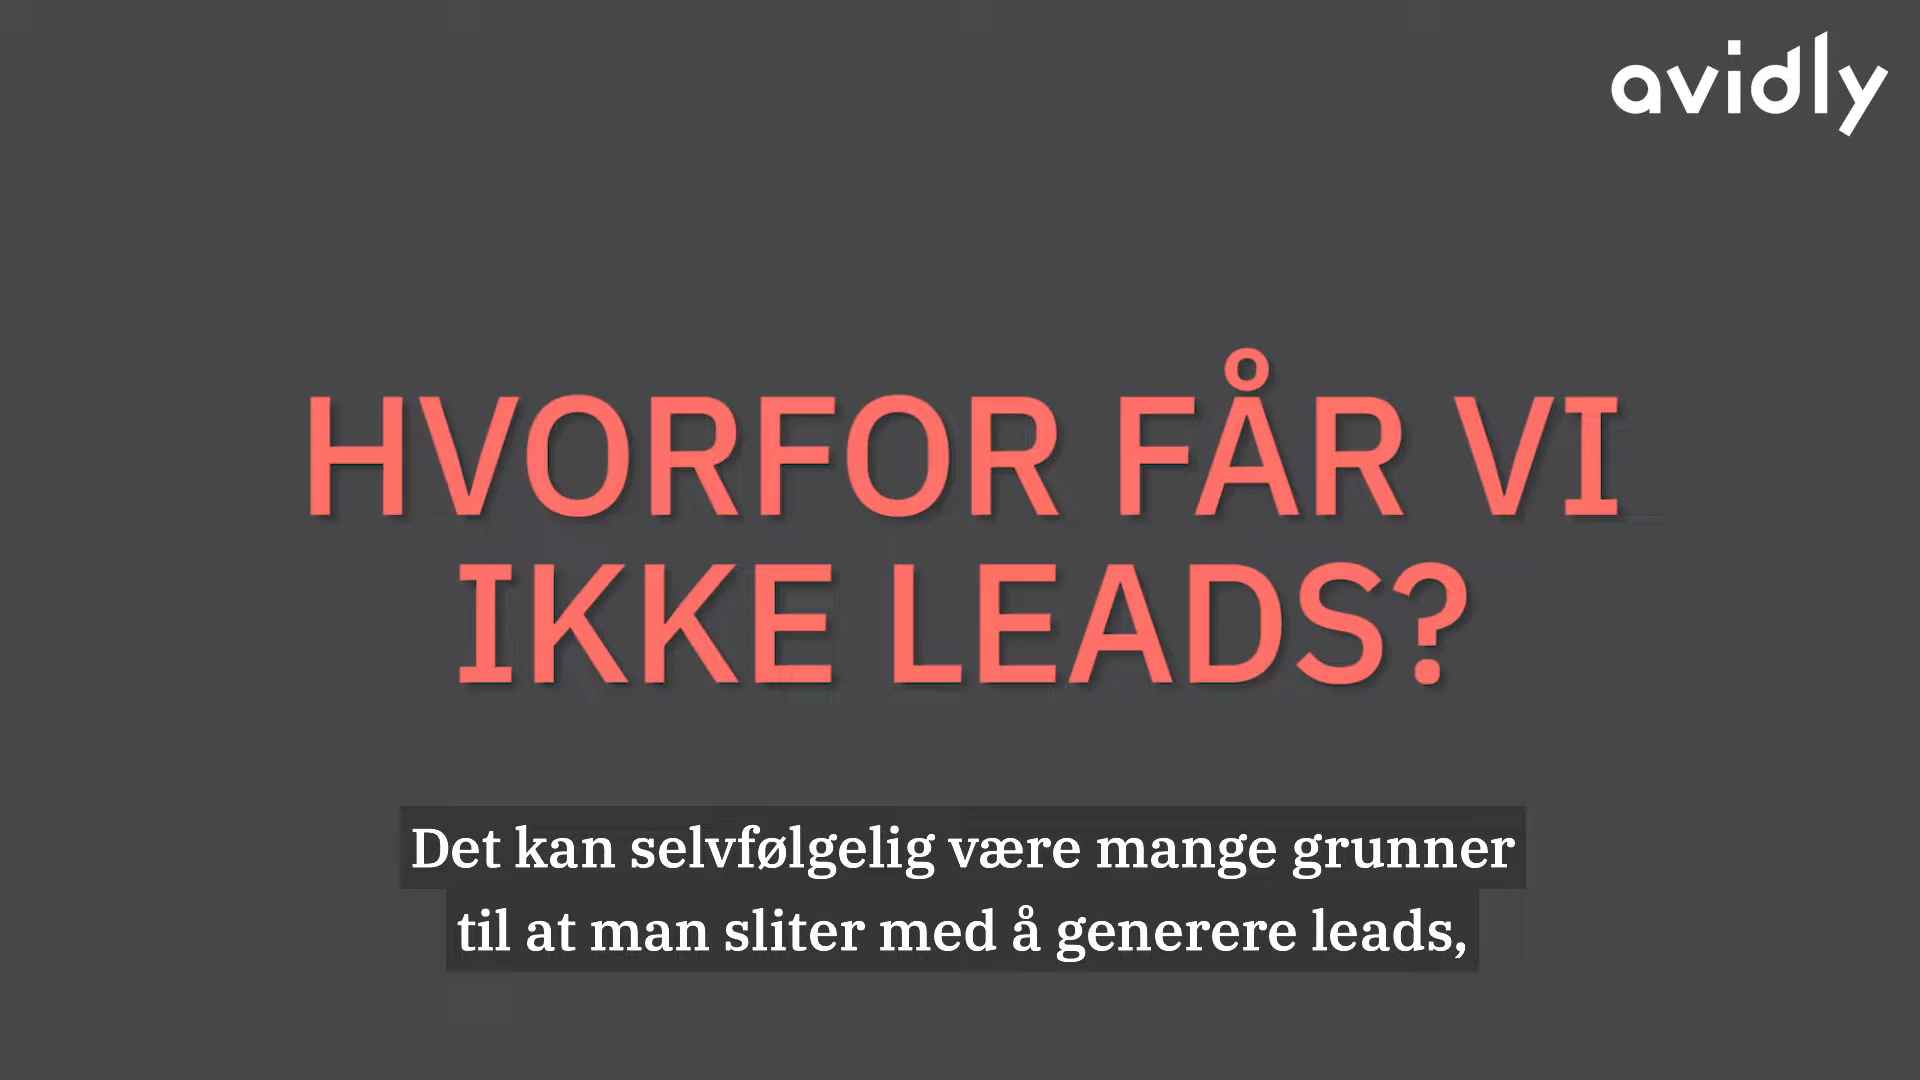 avidly
HVORFOR FÅR VI
IKKE LEADS?
Det kan selvfølgelig være mange grunner
til at man sliter med å generere leads,